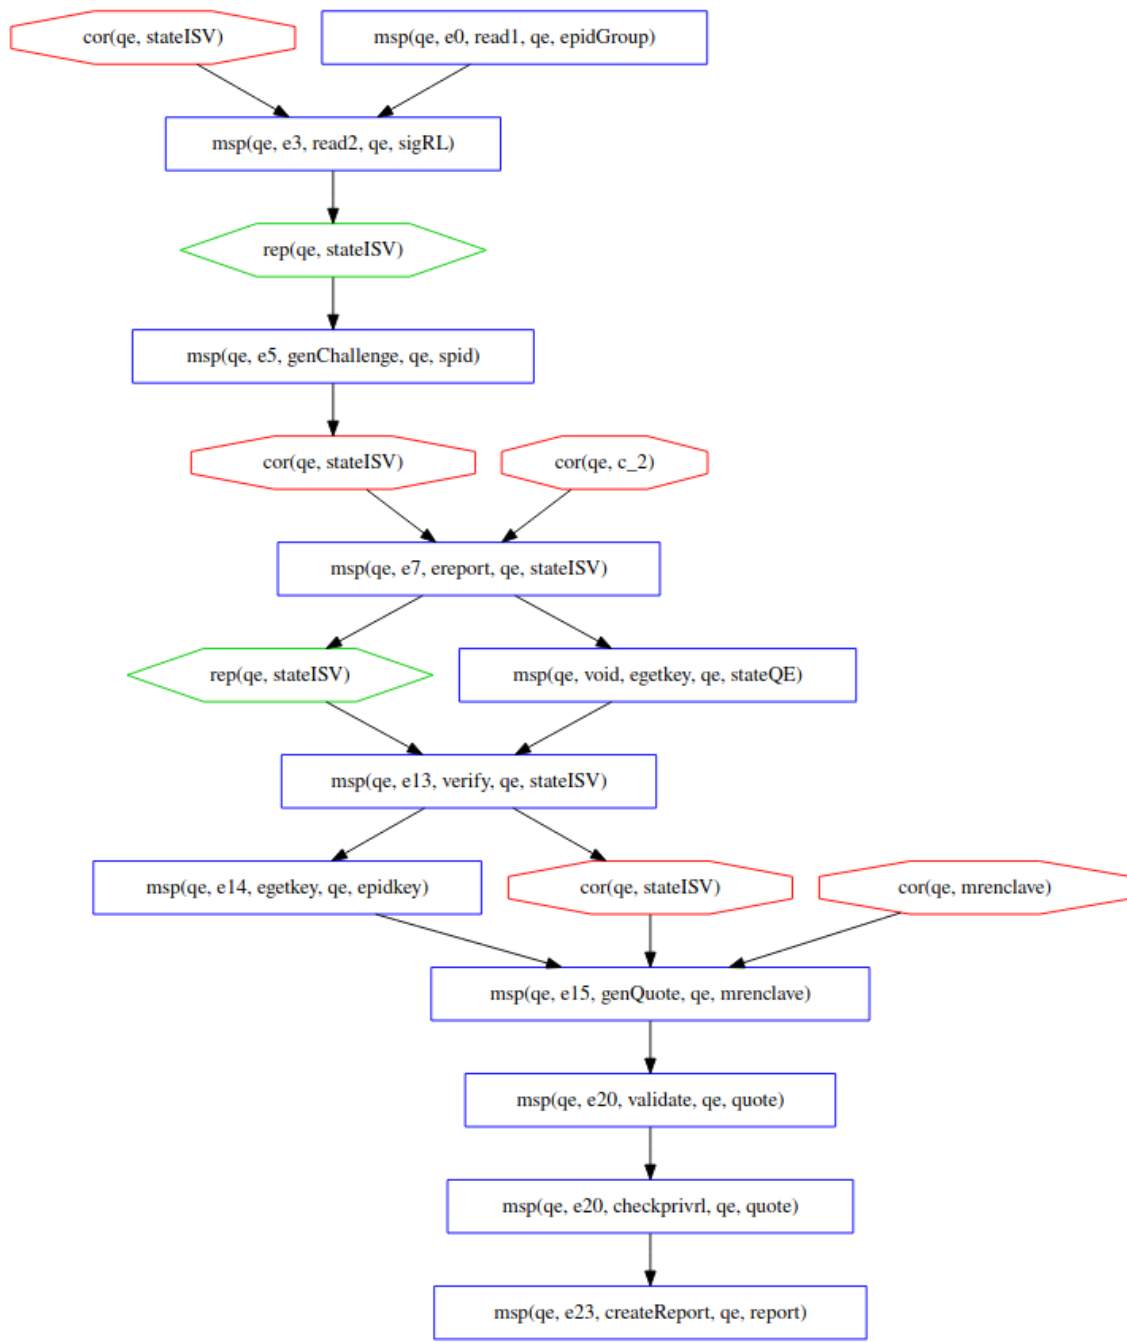 cor(qe, stateISV)
msp(qe, e0, read1, qe, epidGroup)
msp(qe, e3, read2, qe, sigRL)
rep(qe, stateISV)
msp(qe, e5, genChallenge, qe, spid)
cor(qe, stateISV)
cor(qe, c_2)
msp(qe, e7, ereport, qe, stateISV)
rep(qe, stateISV)
msp(qe, void, egetkey, qe, stateQE)
msp(qe, e13, verify, qe, stateISV)
msp(qe, e14, egetkey, qe, epidkey)
cor(qe, stateISV)
cor(qe, mrenclave)
msp(qe, e15, genQuote, qe, mrenclave)
msp(qe, e20, validate, qe, quote)
msp(qe, e20, checkprivrl, qe, quote)
msp(qe, e23, createReport, qe, report)